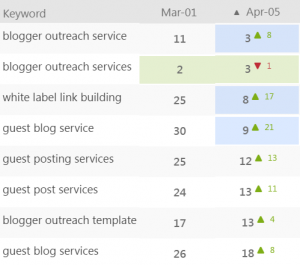 Keyword Mar-01 ▲ Apr-05
blogger outreach service 11 3 ▲ 8
blogger outreach services 2 3 ▼ 1
white label link building 25 8 ▲ 17
guest blog service 30 9 ▲ 21
guest posting services 25 12 ▲ 13
guest post services 24 13 ▲ 11
blogger outreach template 17 13 ▲ 4
guest blog services 26 18 ▲ 8